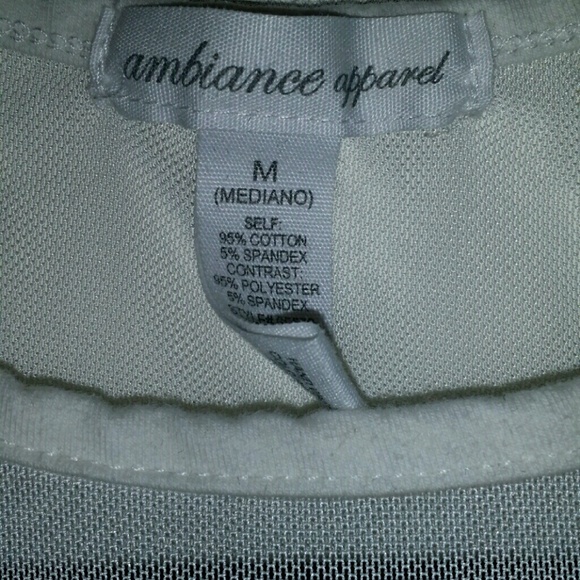 ambiance apparel
M
(MEDIANO)
SELF:
95% COTTON
5% SPANDEX
CONTRAST:
95% POLYESTER
5% SPANDEX